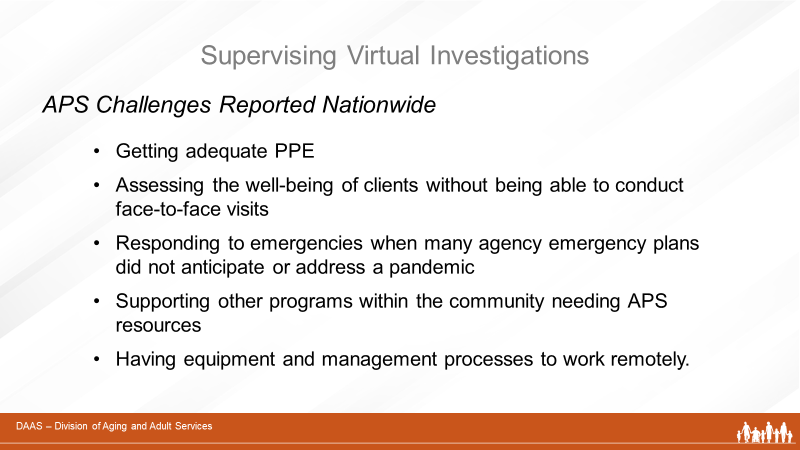 Supervising Virtual Investigations
APS Challenges Reported Nationwide
• Getting adequate PPE
• Assessing the well-being of clients without being able to conduct
face-to-face visits
• Responding to emergencies when many agency emergency plans
did not anticipate or address a pandemic
• Supporting other programs within the community needing APS
resources
• Having equipment and management processes to work remotely.
DAAS – Division of Aging and Adult Services